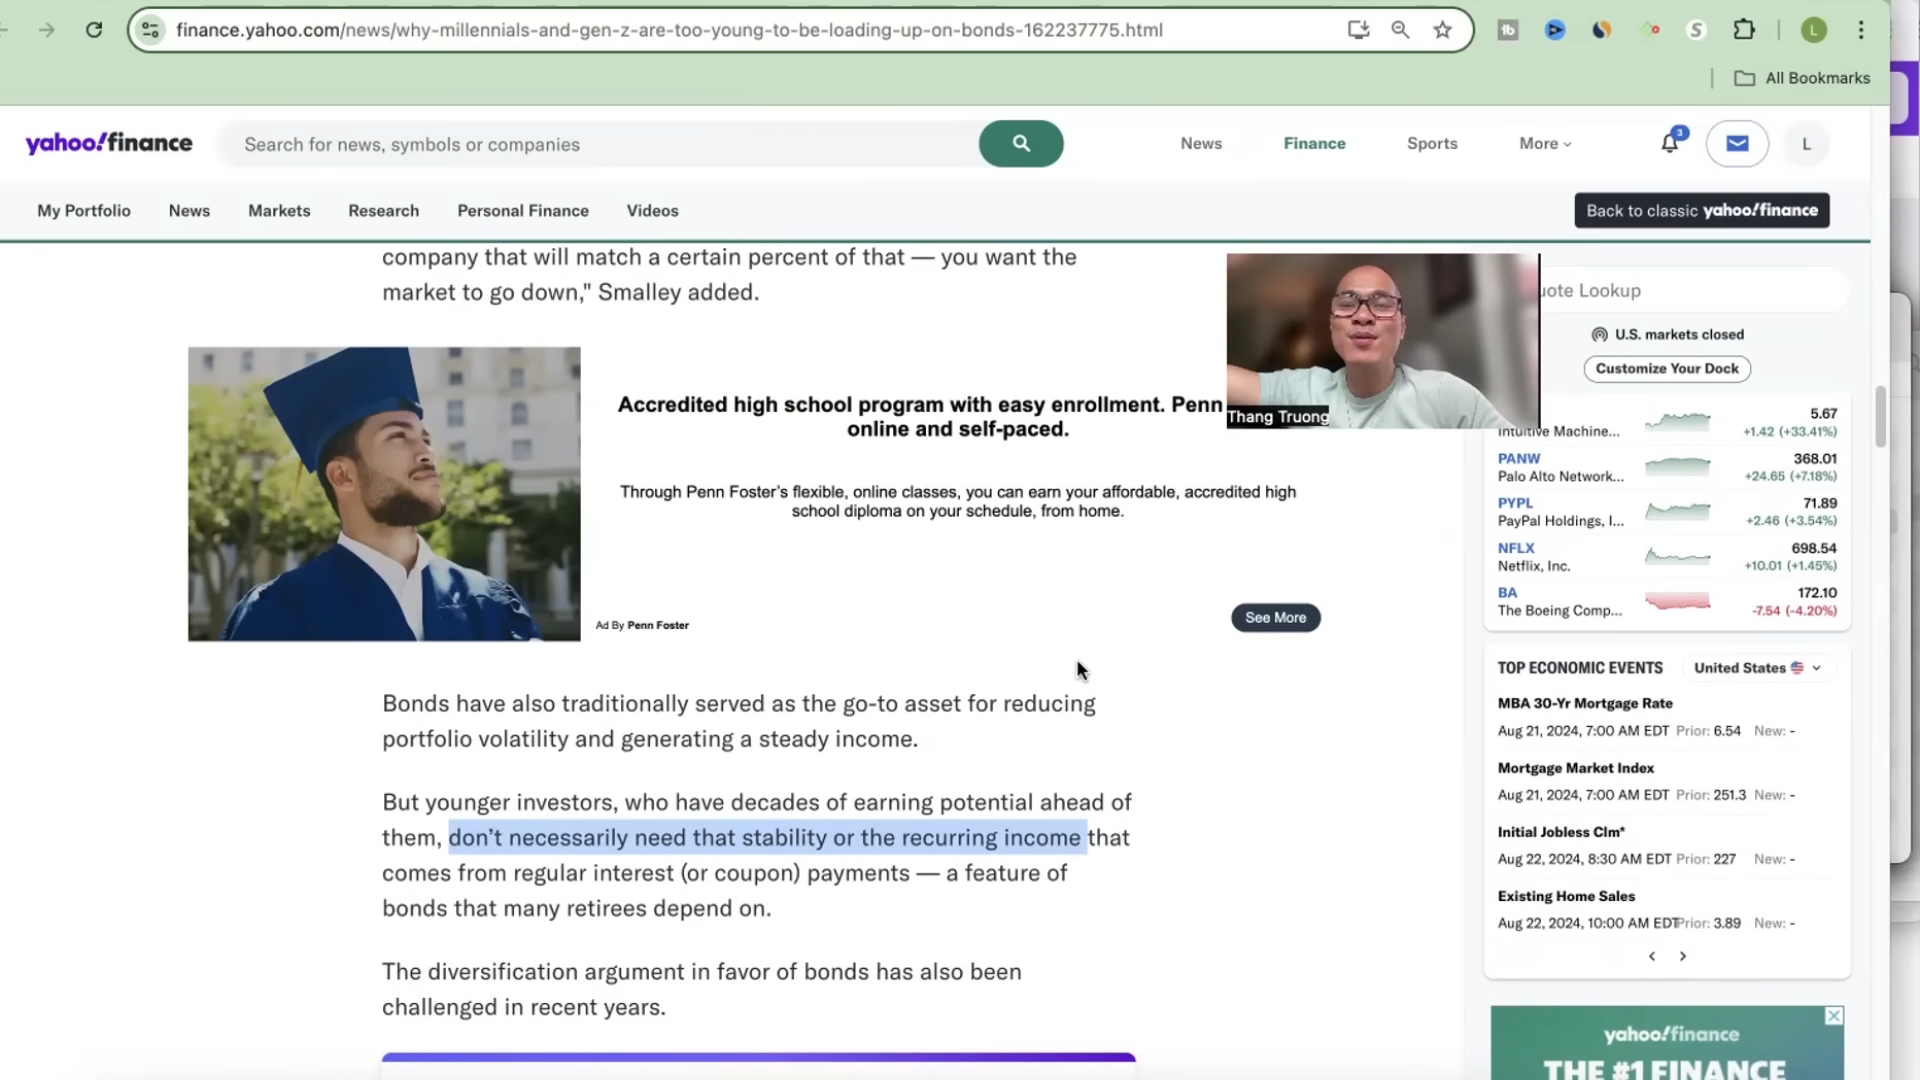 finance.yahoo.com/news/why-millennials-and-gen-z-are-too-young-to-be-loading-up-on-bonds-162237775.html
L
All Bookmarks
yahoo!finance
Search for news, symbols or companies
News
Finance
Sports
More
3
L
My Portfolio
News
Markets
Research
Personal Finance
Videos
Back to classic yahoo!finance
company that will match a certain percent of that — you want the
market to go down," Smalley added.
Accredited high school program with easy enrollment. Penn
online and self-paced.
Through Penn Foster's flexible, online classes, you can earn your affordable, accredited high
school diploma on your schedule, from home.
Ad By Penn Foster
See More
Thang Truong
Bonds have also traditionally served as the go-to asset for reducing
portfolio volatility and generating a steady income.
But younger investors, who have decades of earning potential ahead of
them, don't necessarily need that stability or the recurring income that
comes from regular interest (or coupon) payments — a feature of
bonds that many retirees depend on.
The diversification argument in favor of bonds has also been
challenged in recent years.
uote Lookup
U.S. markets closed
Customize Your Dock
5.67
Intuitive Machine...
+1.42 (+33.41%)
PANW
368.01
Palo Alto Network...
+24.65 (+7.18%)
PYPL
71.89
PayPal Holdings, I...
+2.46 (+3.54%)
NFLX
698.54
Netflix, Inc.
+10.01 (+1.45%)
BA
172.10
The Boeing Comp...
-7.54 (-4.20%)
TOP ECONOMIC EVENTS
United States
MBA 30-Yr Mortgage Rate
Aug 21, 2024, 7:00 AM EDT Prior: 6.54 New: -
Mortgage Market Index
Aug 21, 2024, 7:00 AM EDT Prior: 251.3 New: -
Initial Jobless Clm*
Aug 22, 2024, 8:30 AM EDT Prior: 227 New: -
Existing Home Sales
Aug 22, 2024, 10:00 AM EDT Prior: 3.89 New: -
yahoo!finance
THE #1 FINANCE